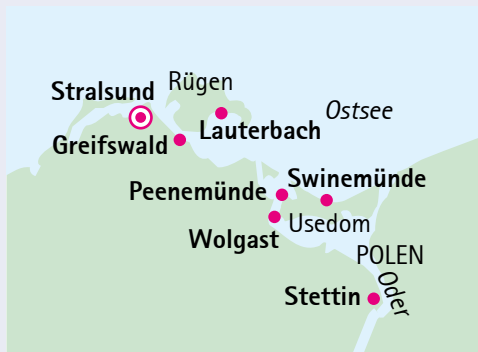 Rügen
Stralsund
Ostsee
Lauterbach
Greifswald
Swinemünde
Peenemünde
Usedom
Wolgast
POLEN
Oder
Stettin